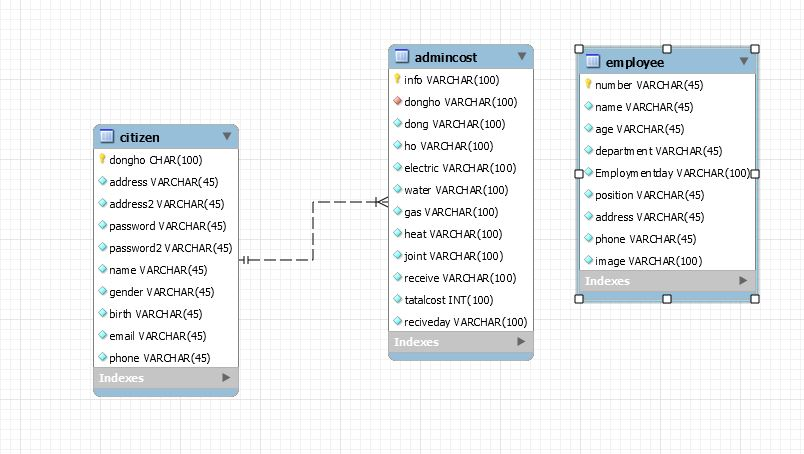 citizen
dongho CHAR(100)
address VARCHAR(45)
address2 VARCHAR(45)
password VARCHAR(45)
password2 VARCHAR(45)
name VARCHAR(45)
gender VARCHAR(45)
birth VARCHAR(45)
email VARCHAR(45)
phone VARCHAR(45)
Indexes
admincost
info VARCHAR(100)
dongho VARCHAR(100)
dong VARCHAR(100)
ho VARCHAR(100)
electric VARCHAR(100)
water VARCHAR(100)
gas VARCHAR(100)
heat VARCHAR(100)
joint VARCHAR(100)
receive VARCHAR(100)
tatalcost INT(100)
reciveday VARCHAR(100)
Indexes
employee
number VARCHAR(45)
name VARCHAR(45)
age VARCHAR(45)
department VARCHAR(45)
Employmentday VARCHAR(100)
position VARCHAR(45)
address VARCHAR(45)
phone VARCHAR(45)
image VARCHAR(100)
Indexes